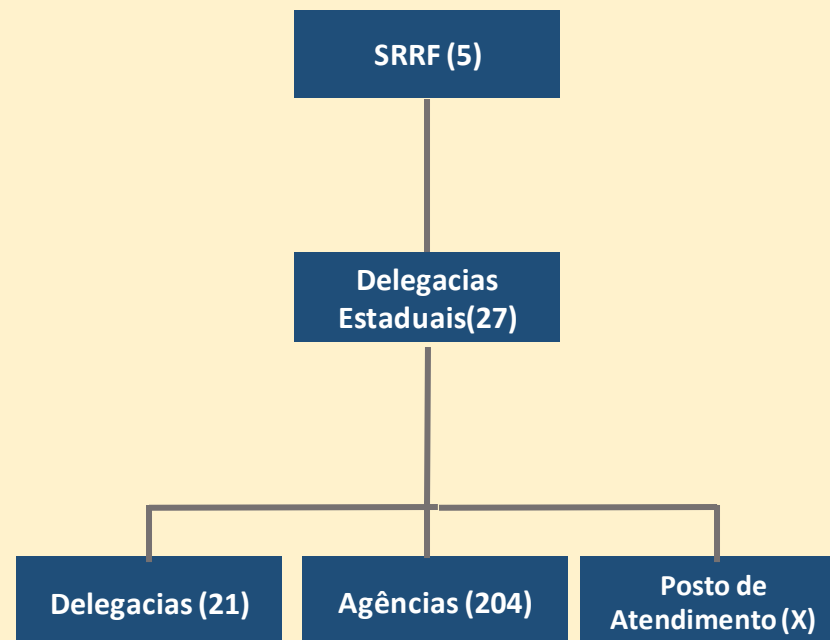 SRRF (5)
Delegacias
Estaduais(27)
Delegacias (21)
Agências (204)
Posto de
Atendimento (X)